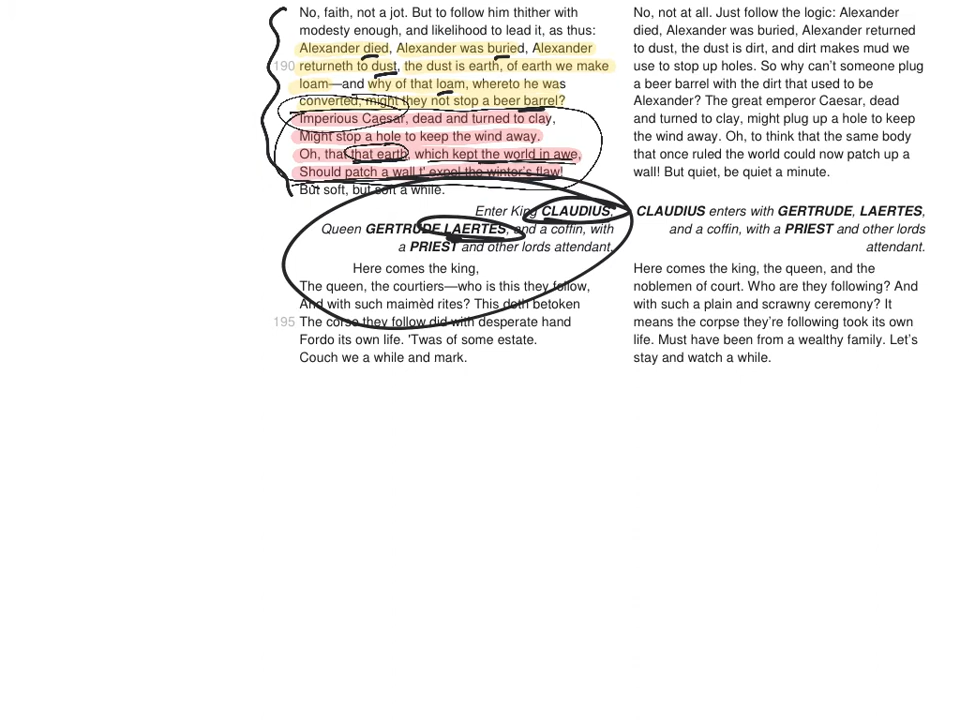 No, faith, not a jot. But to follow him thither with
modesty enough, and likelihood to lead it, as thus:
Alexander died, Alexander was buried, Alexander
190 returneth to dust, the dust is earth, of earth we make
loam—and why of that loam, whereto he was
converted, might they not stop a beer barrel?
Imperious Caesar, dead and turned to clay,
Might stop a hole to keep the wind away.
Oh, that that earth, which kept the world in awe,
Should patch a wall t' expel the winter's flaw!
But soft, but soft a while.
Enter King CLAUDIUS,
Queen GERTRUDE LAERTES, and a coffin, with
a PRIEST and other lords attendant.
Here comes the king,
The queen, the courtiers—who is this they follow,
And with such maimèd rites? This doth betoken
195 The corse they follow did with desperate hand
Fordo its own life. 'Twas of some estate.
Couch we a while and mark.
No, not at all. Just follow the logic: Alexander
died, Alexander was buried, Alexander returned
to dust, the dust is dirt, and dirt makes mud we
use to stop up holes. So why can't someone plug
a beer barrel with the dirt that used to be
Alexander? The great emperor Caesar, dead
and turned to clay, might plug up a hole to keep
the wind away. Oh, to think that the same body
that once ruled the world could now patch up a
wall! But quiet, be quiet a minute.
CLAUDIUS enters with GERTRUDE, LAERTES,
and a coffin, with a PRIEST and other lords
attendant.
Here comes the king, the queen, and the
noblemen of court. Who are they following? And
with such a plain and scrawny ceremony? It
means the corpse they're following took its own
life. Must have been from a wealthy family. Let's
stay and watch a while.